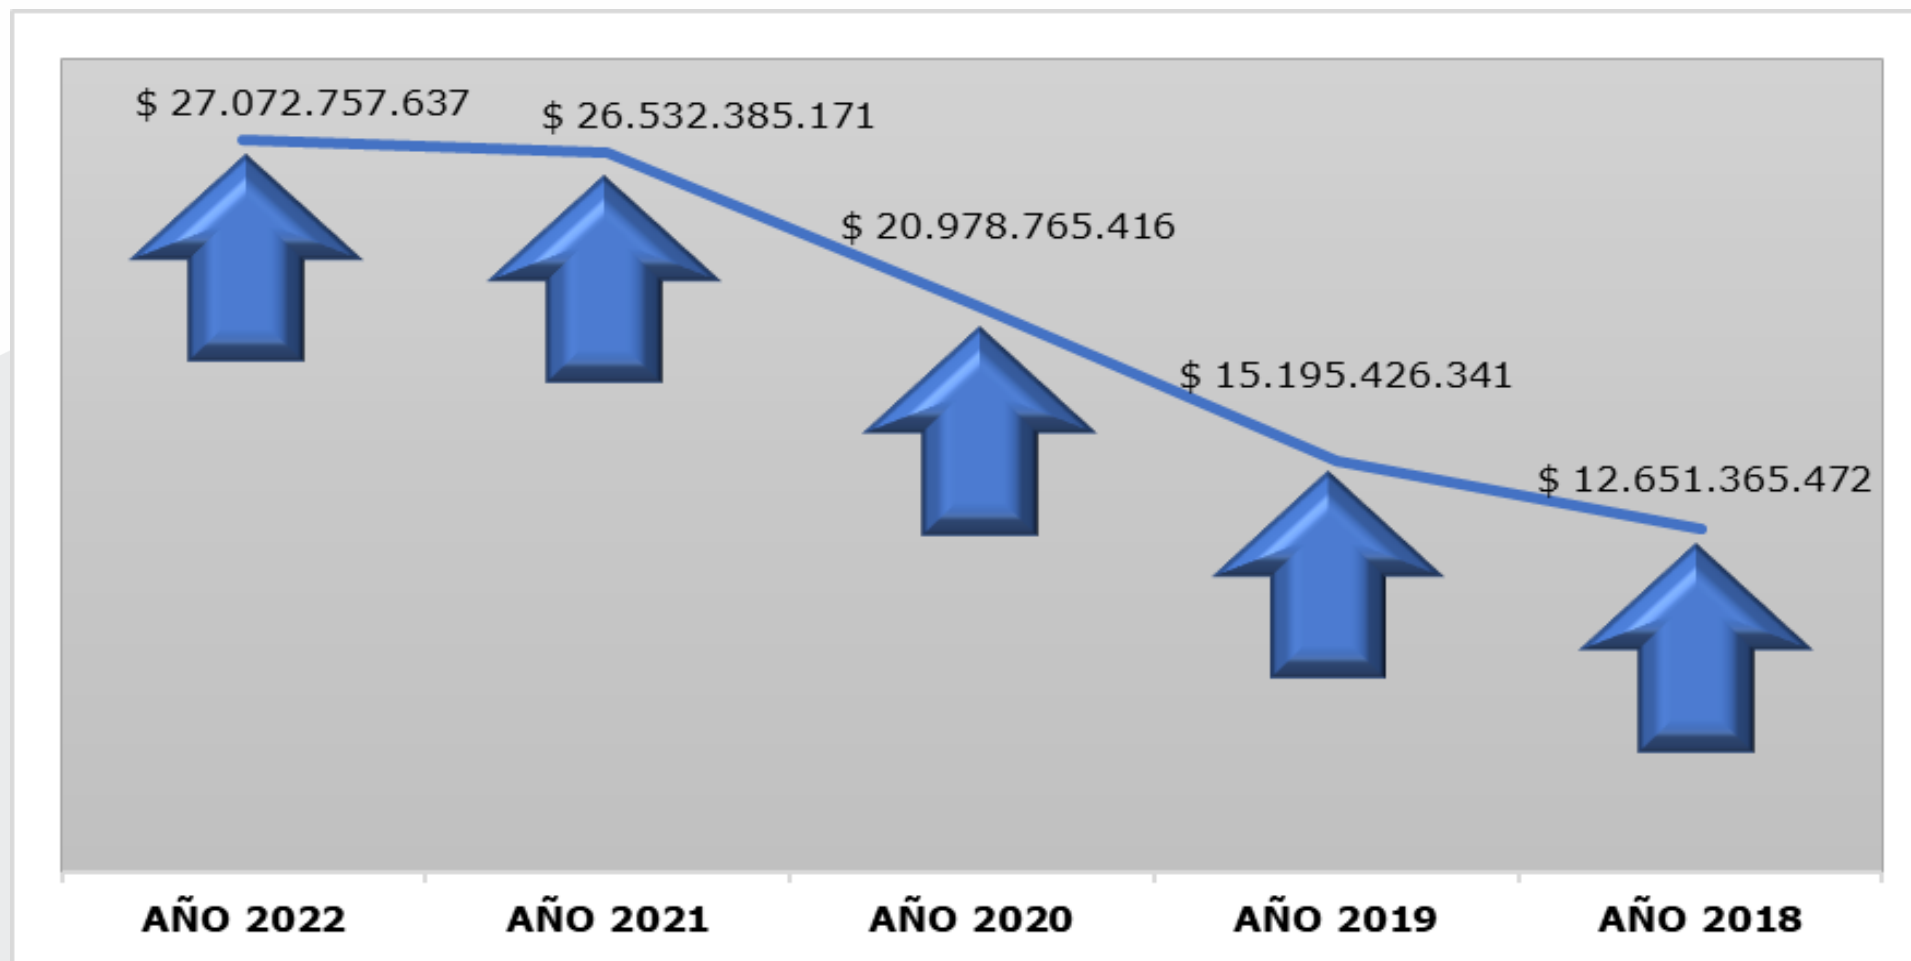 $ 27.072.757.637
$ 26.532.385.171
$ 20.978.765.416
$ 15.195.426.341
$ 12.651.365.472
AÑO 2022
AÑO 2021
AÑO 2020
AÑO 2019
AÑO 2018